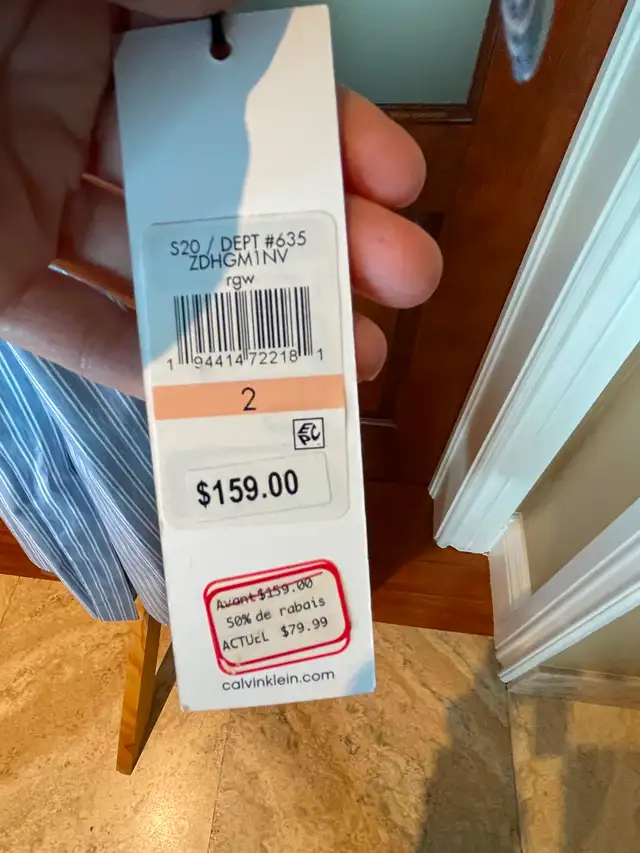 S20 / DEPT #635
ZDHGM1NV
rgw
1 94414 72218 1
2
$159.00
Avant $159.00
50% de rabais
ACTUEL $79.99
calvinklein.com